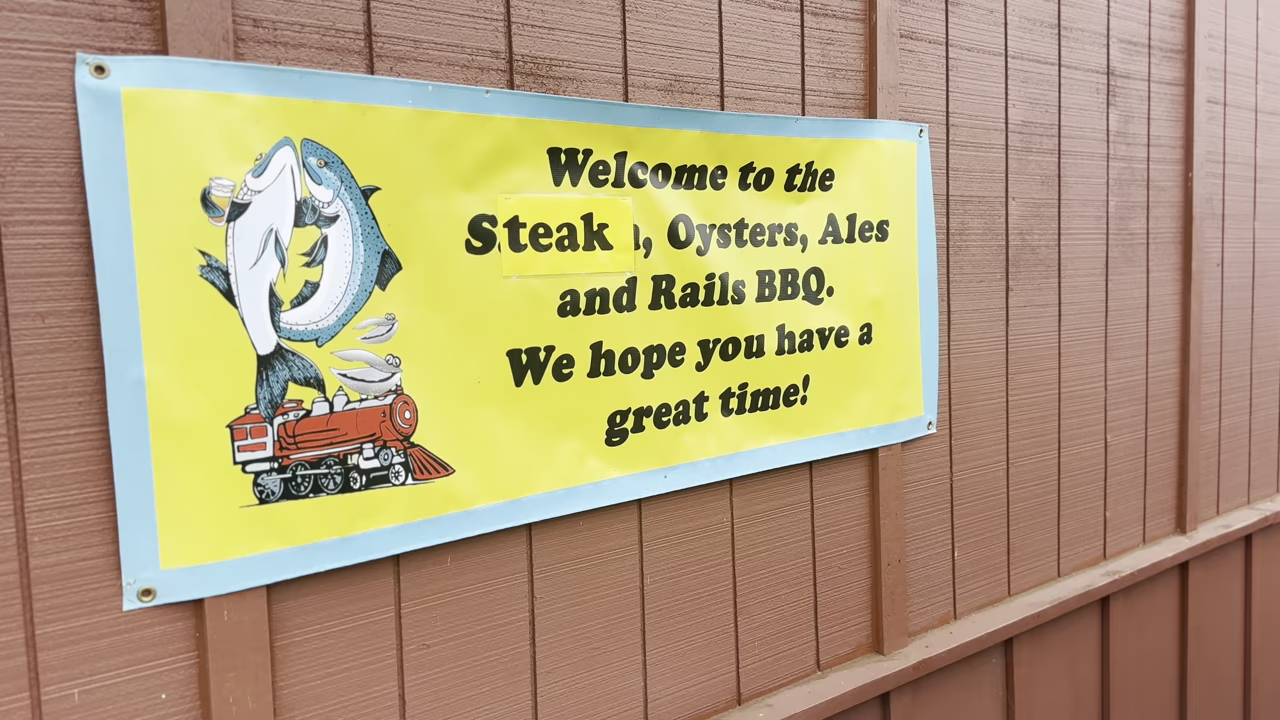 Welcome to the
Steak, Oysters, Ales
and Rails BBQ.
We hope you have a
great time!